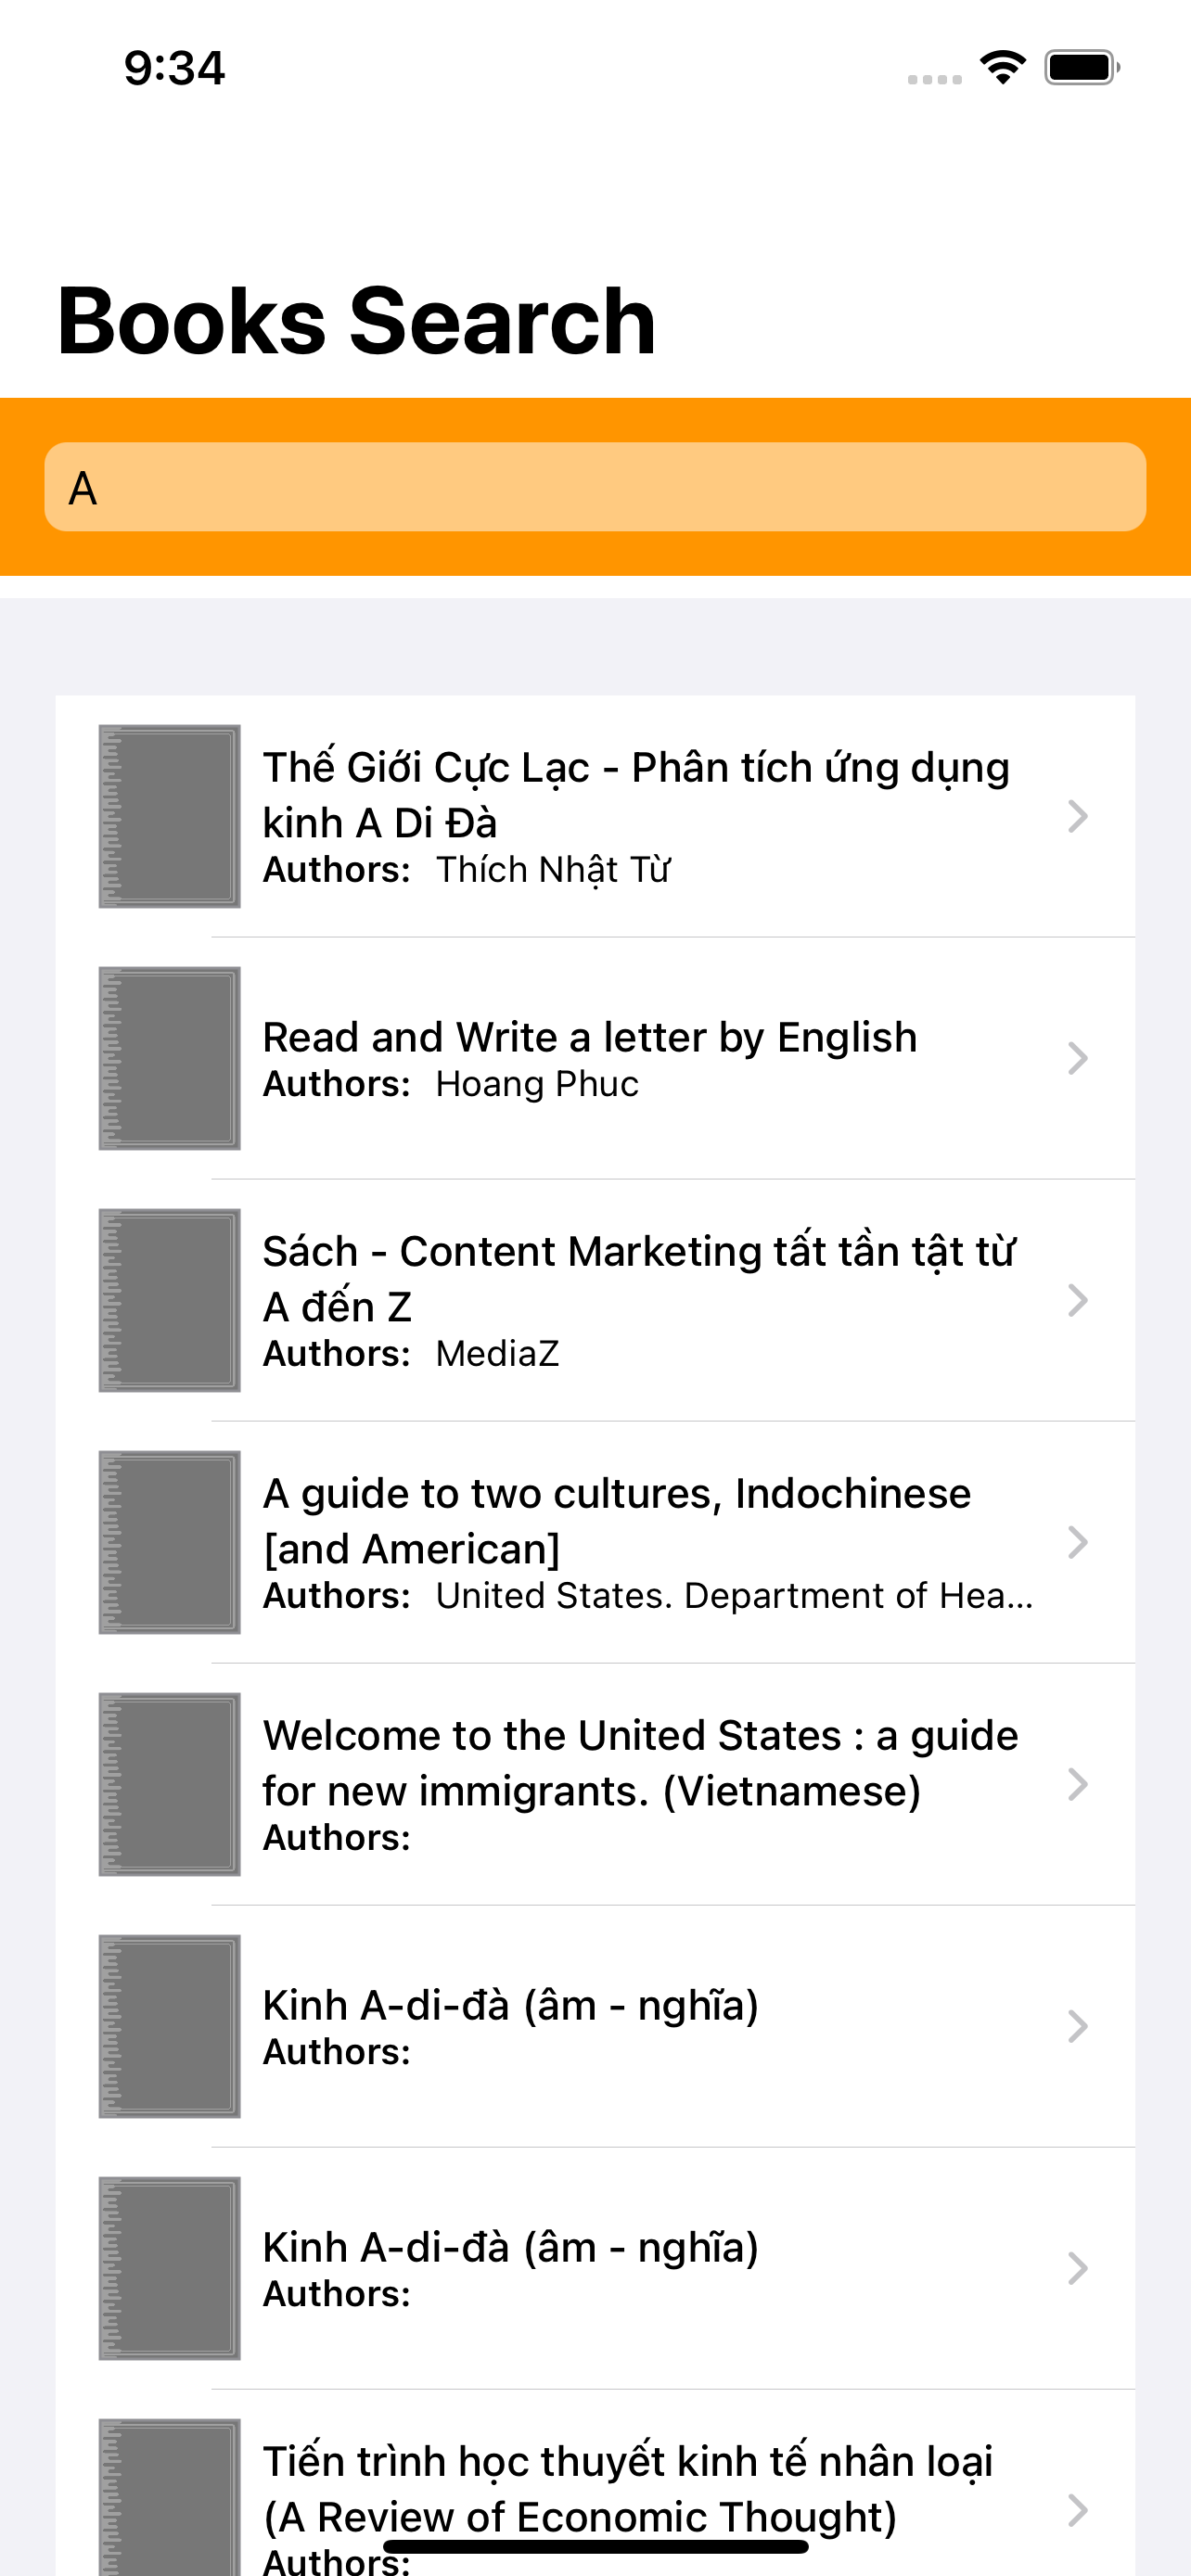 9:34
Books Search
A
Thế Giới Cực Lạc - Phân tích ứng dụng
kinh A Di Đà
Authors: Thích Nhật Từ
Read and Write a letter by English
Authors: Hoang Phuc
Sách - Content Marketing tất tần tật từ
A đến Z
Authors: MediaZ
A guide to two cultures, Indochinese
[and American]
Authors: United States. Department of Hea...
Welcome to the United States : a guide
for new immigrants. (Vietnamese)
Authors:
Kinh A-di-đà (âm - nghĩa)
Authors:
Kinh A-di-đà (âm - nghĩa)
Authors:
Tiến trình học thuyết kinh tế nhân loại
(A Review of Economic Thought)
Authors: